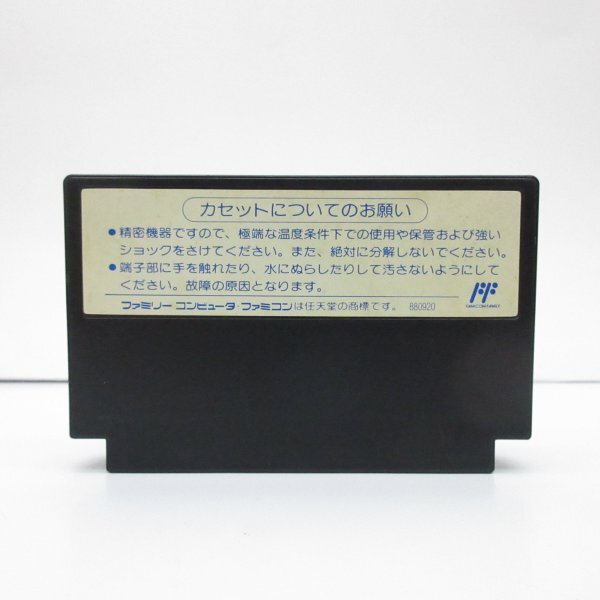 カセットについてのお願い
●精密機器ですので、極端な温度条件下での使用や保管および強い
ショックをさけてください。また、絶対に分解しないでください。
●端子部に手を触れたり、水にぬらしたりして汚さないようにして
ください。故障の原因となります。
ファミリーコンピュータ・ファミコンは任天堂の商標です。 880920
FAMICOM FAMILY